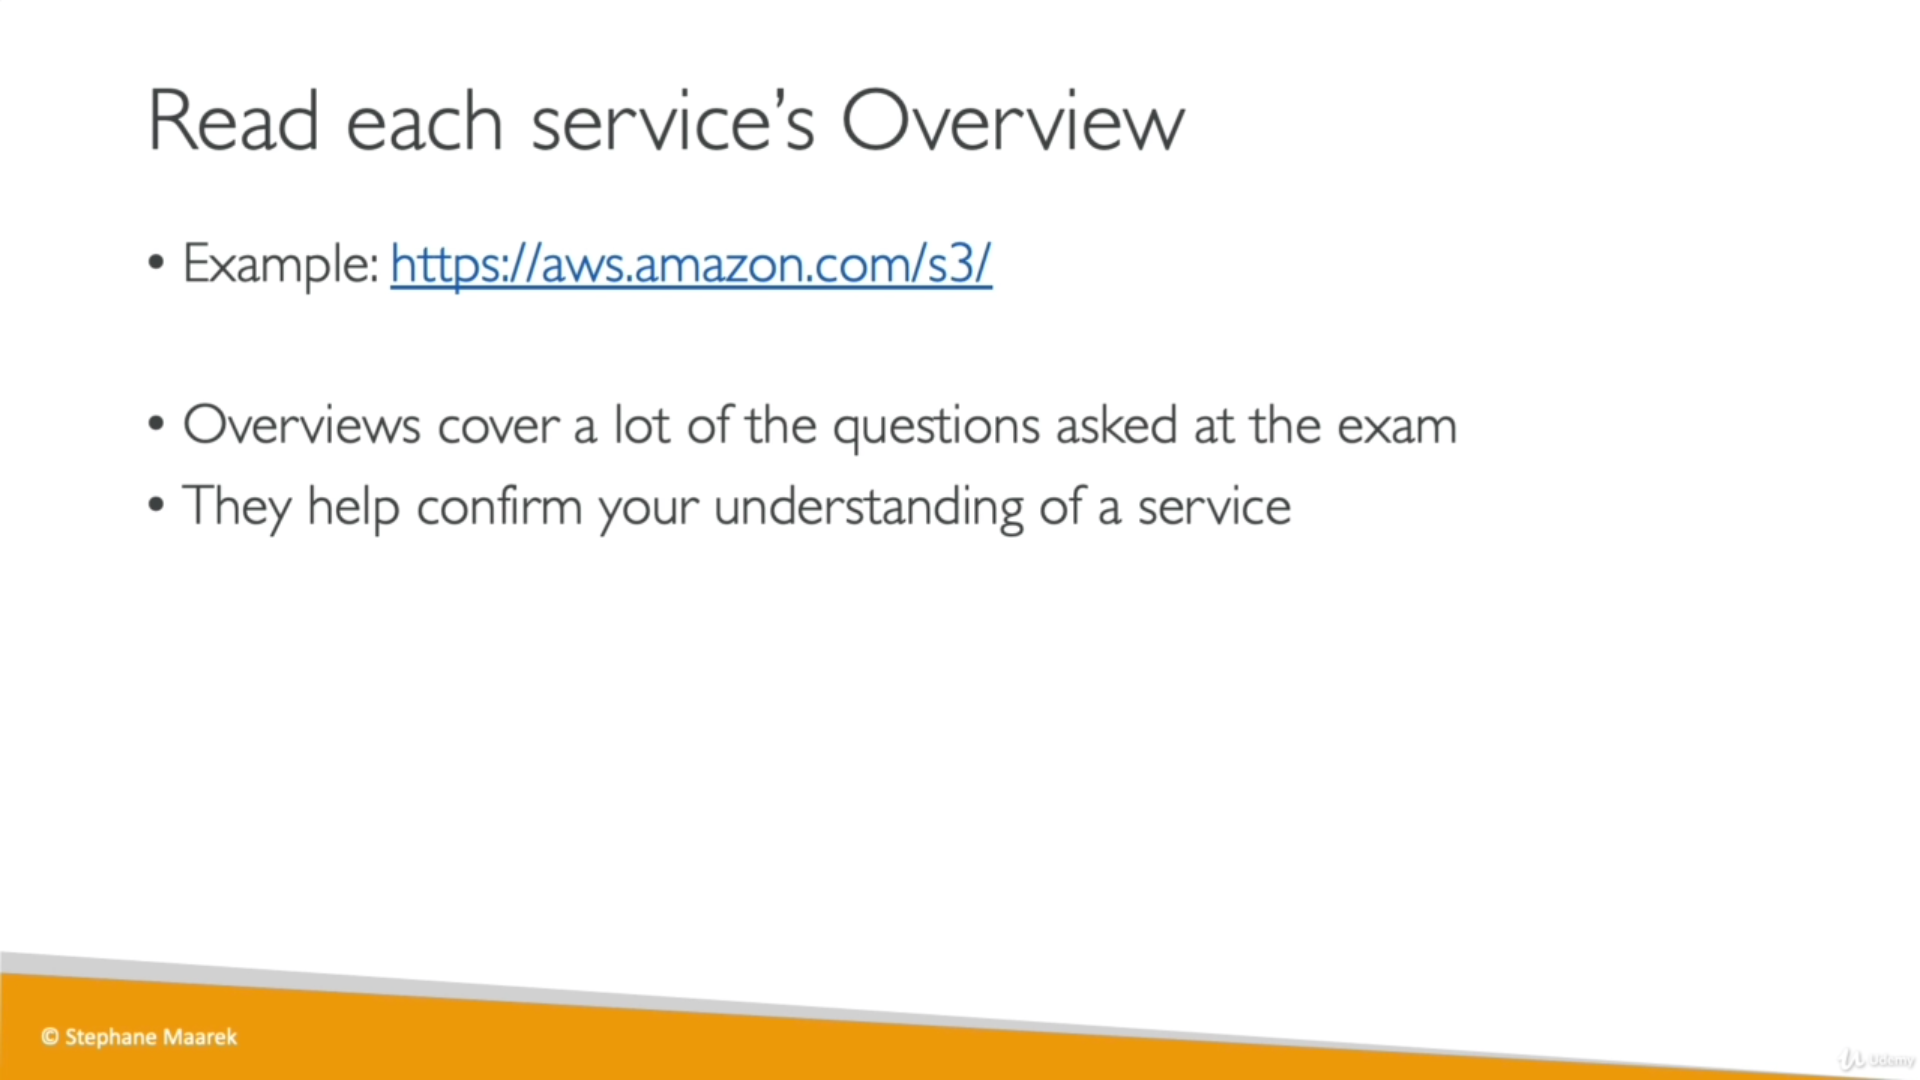 Read each service’s Overview
• Example: https://aws.amazon.com/s3/
• Overviews cover a lot of the questions asked at the exam
• They help confirm your understanding of a service
© Stephane Maarek
Udemy